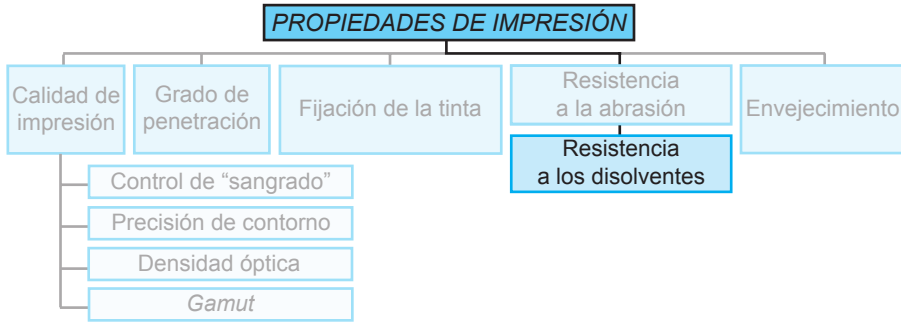 PROPIEDADES DE IMPRESIÓN
Calidad de
impresión
Grado de
penetración
Fijación de la tinta
Resistencia
a la abrasión
Envejecimiento
Resistencia
a los disolventes
Control de “sangrado”
Precisión de contorno
Densidad óptica
Gamut